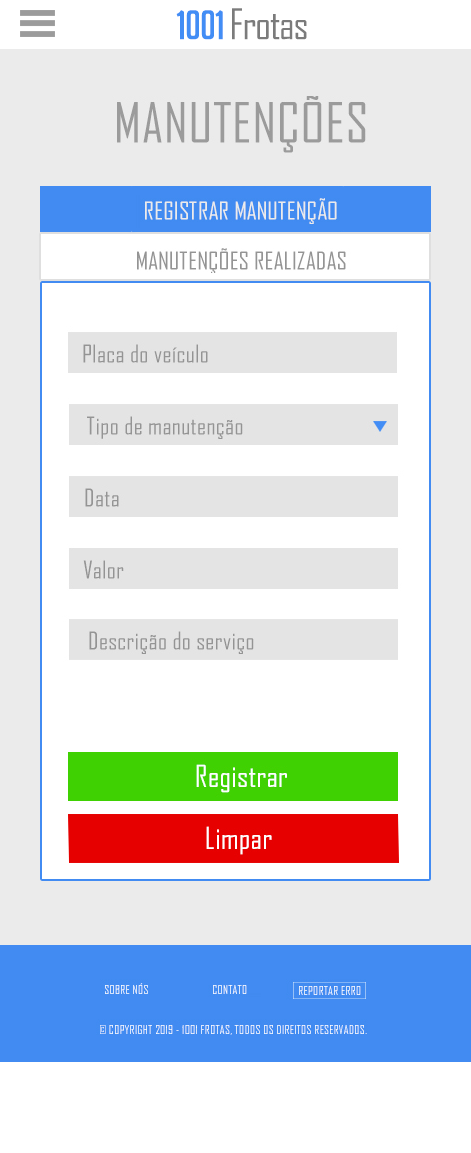 1001 Frotas
MANUTENÇÕES
REGISTRAR MANUTENÇÃO
MANUTENÇÕES REALIZADAS
Placa do veículo
Tipo de manutenção
Data
Valor
Descrição do serviço
Registrar
Limpar
SOBRE NÓS CONTATO REPORTAR ERRO
© COPYRIGHT 2019 - 1001 FROTAS, TODOS OS DIREITOS RESERVADOS.